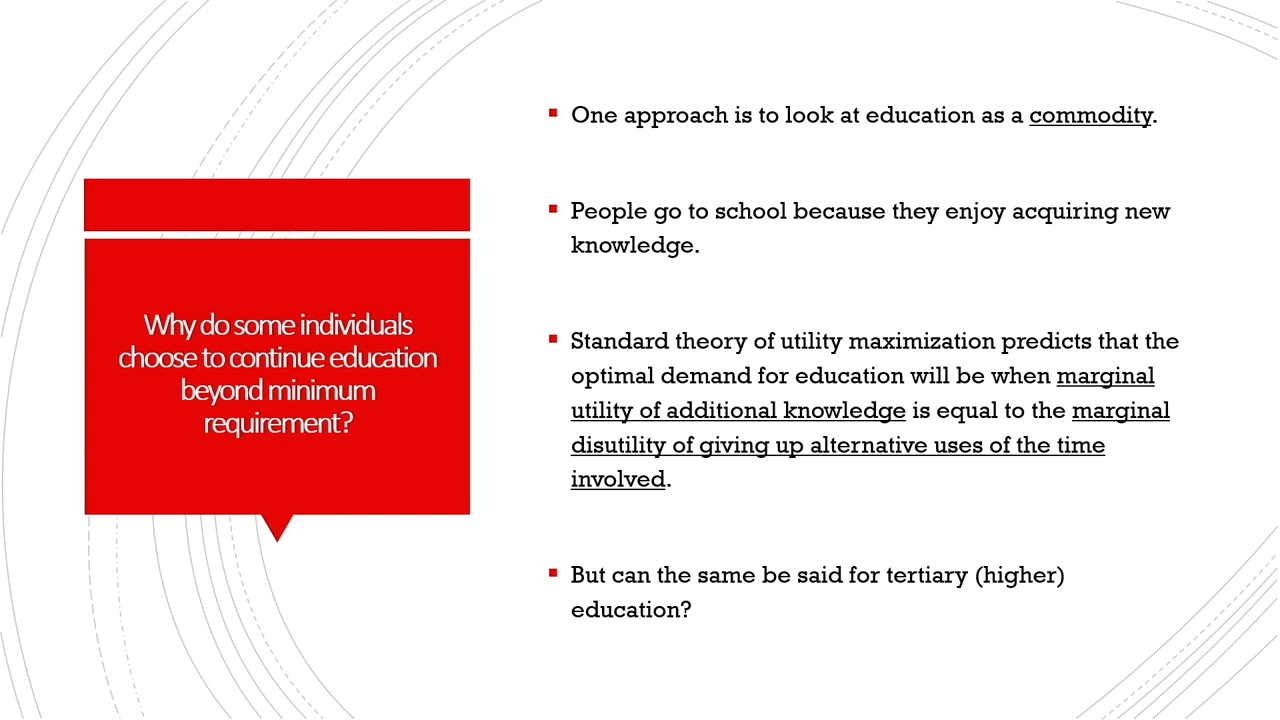 Why do some individuals
choose to continue education
beyond minimum
requirement?
▪ One approach is to look at education as a commodity.
▪ People go to school because they enjoy acquiring new
knowledge.
▪ Standard theory of utility maximization predicts that the
optimal demand for education will be when marginal
utility of additional knowledge is equal to the marginal
disutility of giving up alternative uses of the time
involved.
▪ But can the same be said for tertiary (higher)
education?